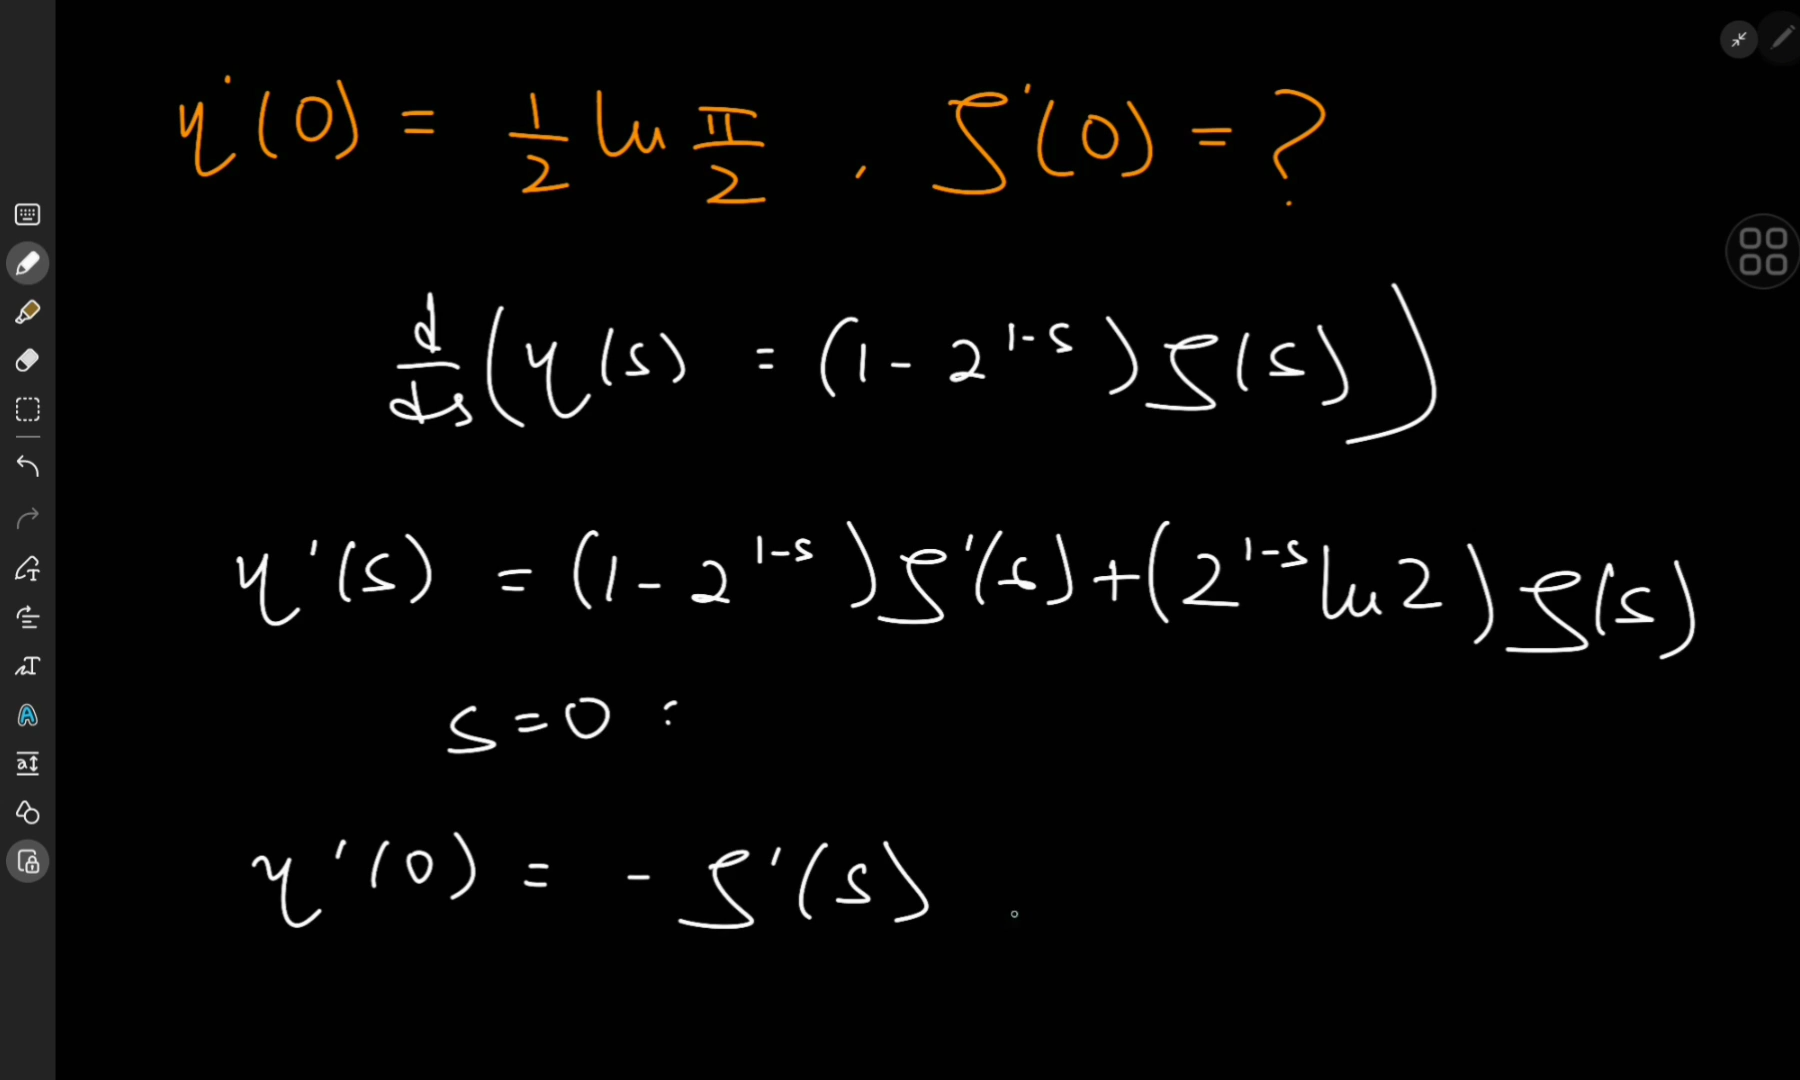 η'(0) = 1/2 ln π/2 , ζ'(0) = ?
d/ds (η(s) = (1 - 2^{1-s}) ζ(s))
η'(s) = (1 - 2^{1-s}) ζ'(s) + (2^{1-s} ln 2) ζ(s)
s = 0 :
η'(0) = - ζ'(s)